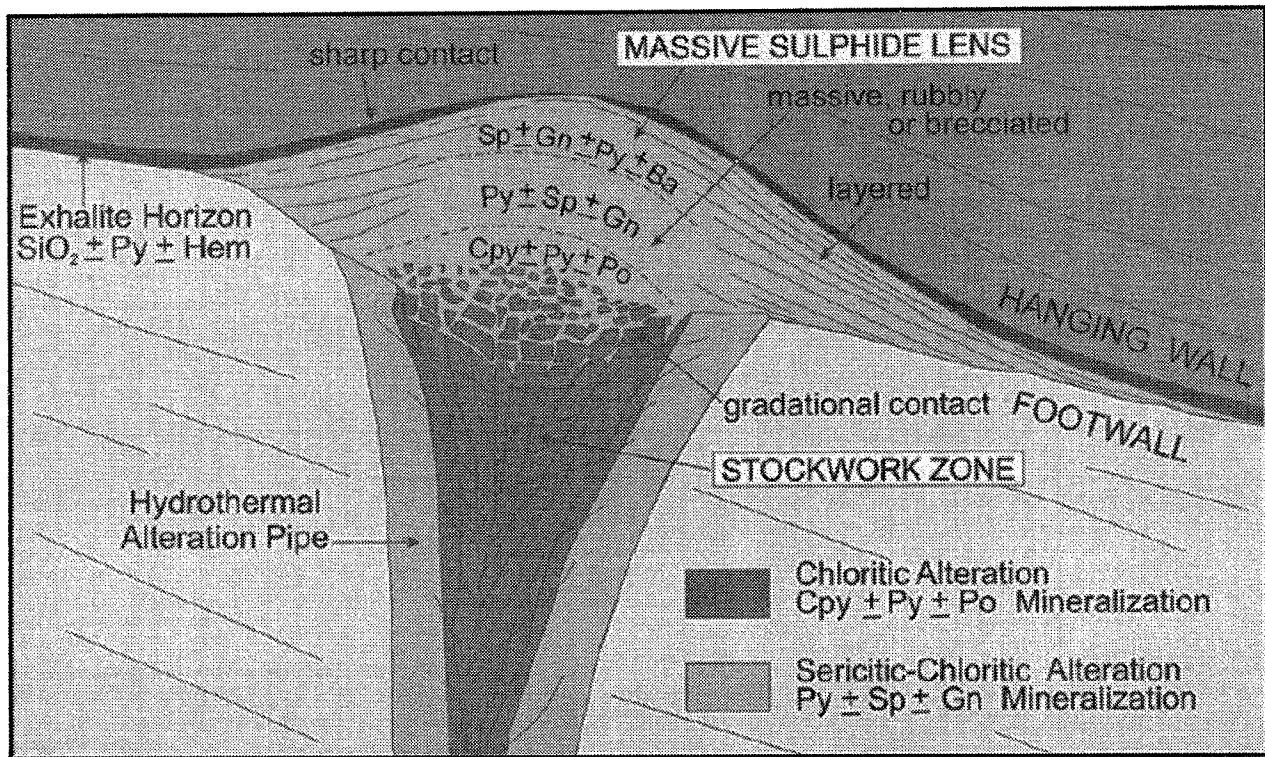 sharp contact
MASSIVE SULPHIDE LENS
massive, rubbly
or brecciated
layered
Sp ± Gn ± Py ± Ba
Py ± Sp ± Gn
Cpy ± Py ± Po
Exhalite Horizon
SiO₂ ± Py ± Hem
HANGING WALL
FOOTWALL
gradational contact
STOCKWORK ZONE
Hydrothermal
Alteration Pipe
Chloritic Alteration
Cpy ± Py ± Po Mineralization
Sericitic-Chloritic Alteration
Py ± Sp ± Gn Mineralization